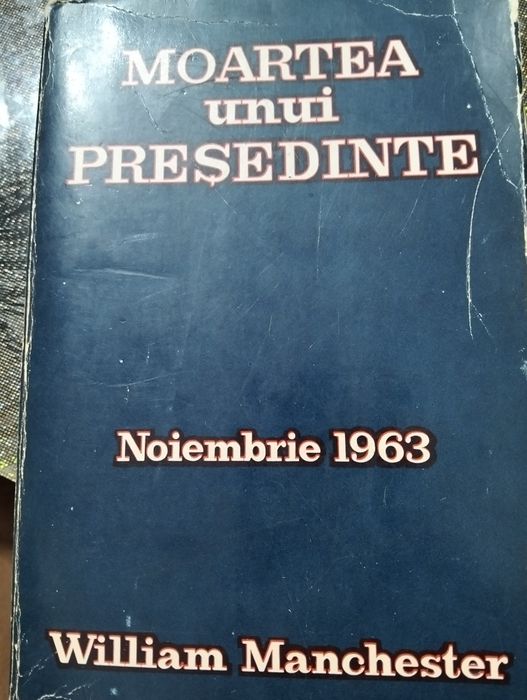 MOARTEA
unui
PREȘEDINTE
Noiembrie 1963
William Manchester